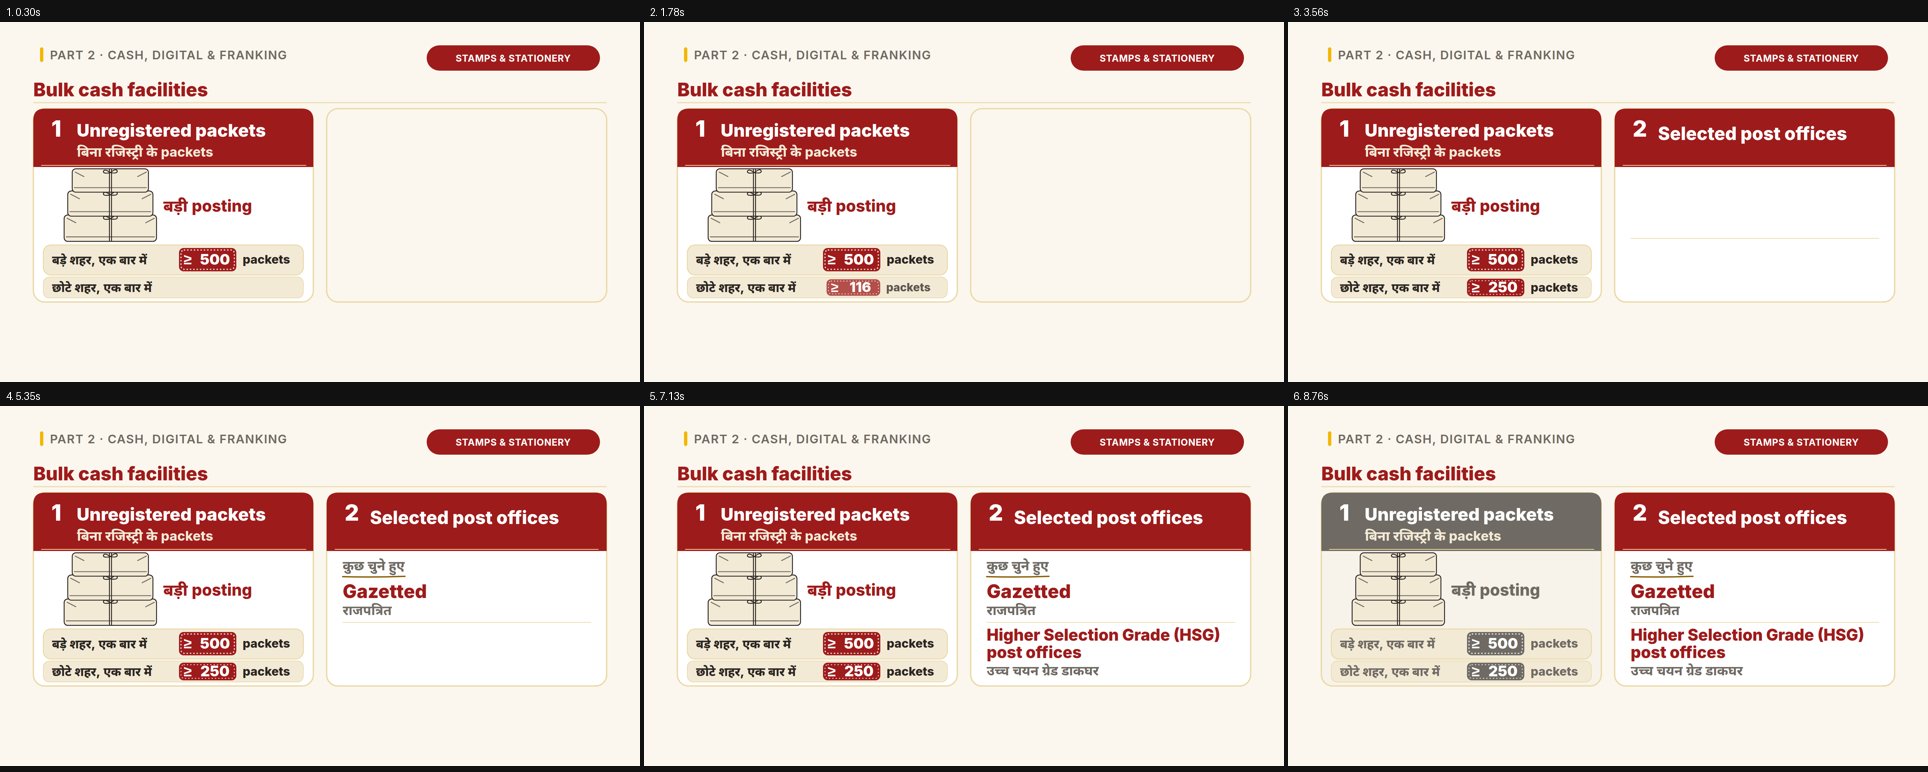 1. 0.30s
PART 2 · CASH, DIGITAL & FRANKING
STAMPS & STATIONERY
Bulk cash facilities
1 Unregistered packets
बिना रजिस्ट्री के packets
बड़ी posting
बड़े शहर, एक बार में ≥ 500 packets
छोटे शहर, एक बार में
2. 1.78s
PART 2 · CASH, DIGITAL & FRANKING
STAMPS & STATIONERY
Bulk cash facilities
1 Unregistered packets
बिना रजिस्ट्री के packets
बड़ी posting
बड़े शहर, एक बार में ≥ 500 packets
छोटे शहर, एक बार में ≥ 116 packets
3. 3.56s
PART 2 · CASH, DIGITAL & FRANKING
STAMPS & STATIONERY
Bulk cash facilities
1 Unregistered packets
बिना रजिस्ट्री के packets
बड़ी posting
बड़े शहर, एक बार में ≥ 500 packets
छोटे शहर, एक बार में ≥ 250 packets
2 Selected post offices
4. 5.35s
PART 2 · CASH, DIGITAL & FRANKING
STAMPS & STATIONERY
Bulk cash facilities
1 Unregistered packets
बिना रजिस्ट्री के packets
बड़ी posting
बड़े शहर, एक बार में ≥ 500 packets
छोटे शहर, एक बार में ≥ 250 packets
2 Selected post offices
कुछ चुने हुए
Gazetted
राजपत्रित
5. 7.13s
PART 2 · CASH, DIGITAL & FRANKING
STAMPS & STATIONERY
Bulk cash facilities
1 Unregistered packets
बिना रजिस्ट्री के packets
बड़ी posting
बड़े शहर, एक बार में ≥ 500 packets
छोटे शहर, एक बार में ≥ 250 packets
2 Selected post offices
कुछ चुने हुए
Gazetted
राजपत्रित
Higher Selection Grade (HSG)
post offices
उच्च चयन ग्रेड डाकघर
6. 8.76s
PART 2 · CASH, DIGITAL & FRANKING
STAMPS & STATIONERY
Bulk cash facilities
1 Unregistered packets
बिना रजिस्ट्री के packets
बड़ी posting
बड़े शहर, एक बार में ≥ 500 packets
छोटे शहर, एक बार में ≥ 250 packets
2 Selected post offices
कुछ चुने हुए
Gazetted
राजपत्रित
Higher Selection Grade (HSG)
post offices
उच्च चयन ग्रेड डाकघर